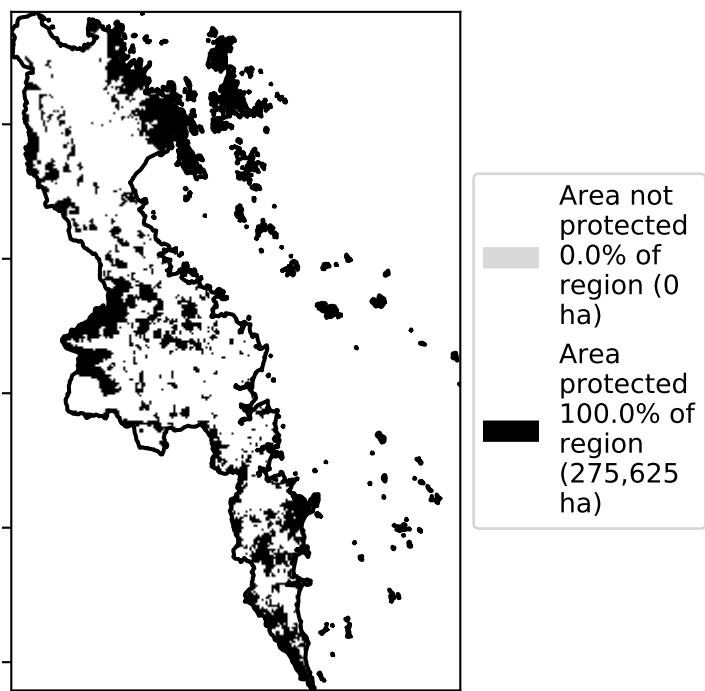 Area not
protected
0.0% of
region (0
ha)
Area
protected
100.0% of
region
(275,625
ha)